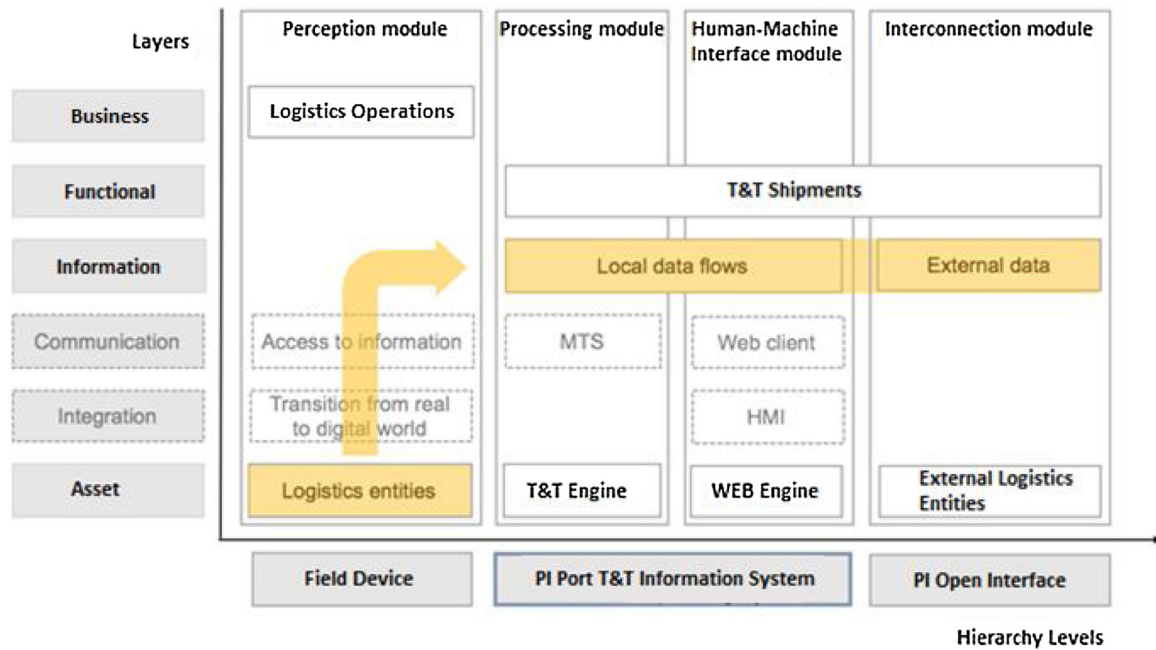 Layers
Perception module
Processing module
Human-Machine
Interface module
Interconnection module
Business
Logistics Operations
Functional
T&T Shipments
Information
Local data flows
External data
Communication
Access to information
MTS
Web client
Integration
Transition from real
to digital world
HMI
Asset
Logistics entities
T&T Engine
WEB Engine
External Logistics
Entities
Field Device
PI Port T&T Information System
PI Open Interface
Hierarchy Levels